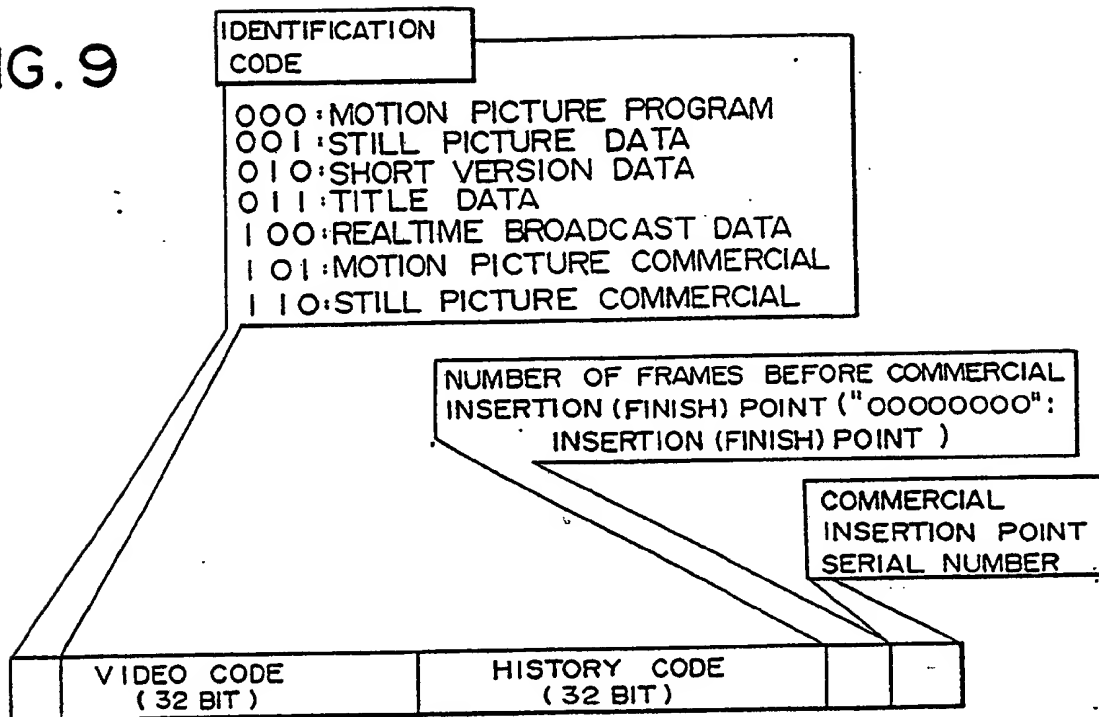 IG. 9
IDENTIFICATION
CODE
000:MOTION PICTURE PROGRAM
001:STILL PICTURE DATA
010:SHORT VERSION DATA
011:TITLE DATA
100:REALTIME BROADCAST DATA
101:MOTION PICTURE COMMERCIAL
110:STILL PICTURE COMMERCIAL
NUMBER OF FRAMES BEFORE COMMERCIAL
INSERTION (FINISH) POINT ("00000000":
INSERTION (FINISH) POINT )
COMMERCIAL
INSERTION POINT
SERIAL NUMBER
VIDEO CODE
( 32 BIT )
HISTORY CODE
( 32 BIT )